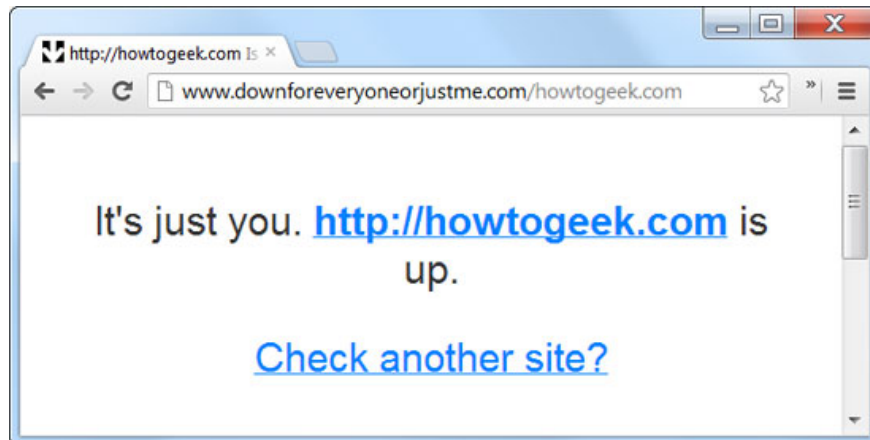 http://howtogeek.com Is
www.downforeveryoneorjustme.com/howtogeek.com
It's just you. http://howtogeek.com is
up.
Check another site?